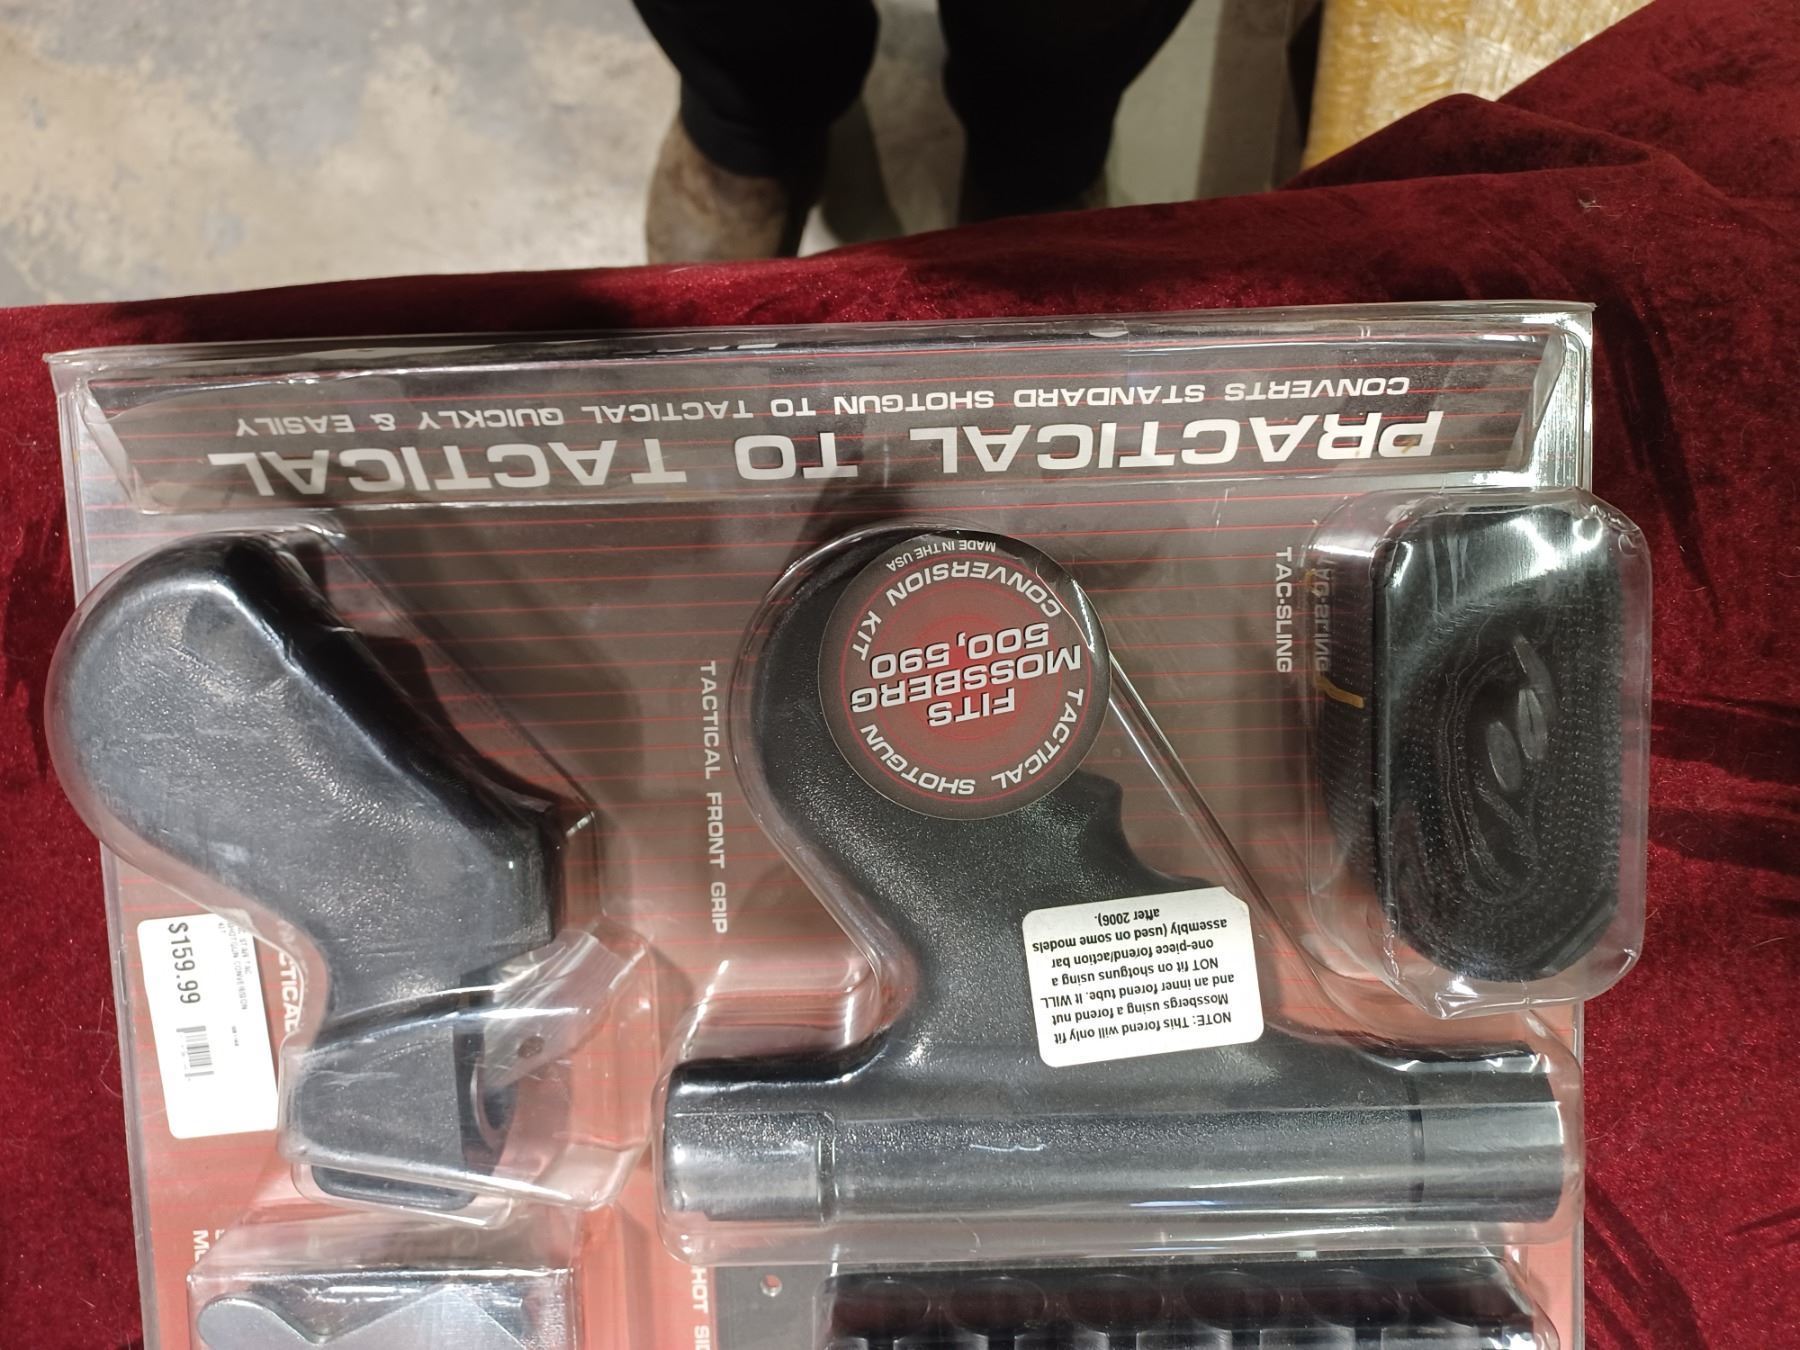 PRACTICAL TO TACTICAL
CONVERTS STANDARD SHOTGUN TO TACTICAL QUICKLY & EASILY
TAC-SLING
TACTICAL SHOTGUN
CONVERSION KIT
FITS
MOSSBERG
500, 590
MADE IN THE USA
TACTICAL FRONT GRIP
NOTE: This forend will only fit
Mossbergs using a forend nut
and an inner forend tube. It WILL
NOT fit on shotguns using a
one-piece forend/action bar
assembly (used on some models
after 2006).
$159.99
SHOTGUN CONVERSION